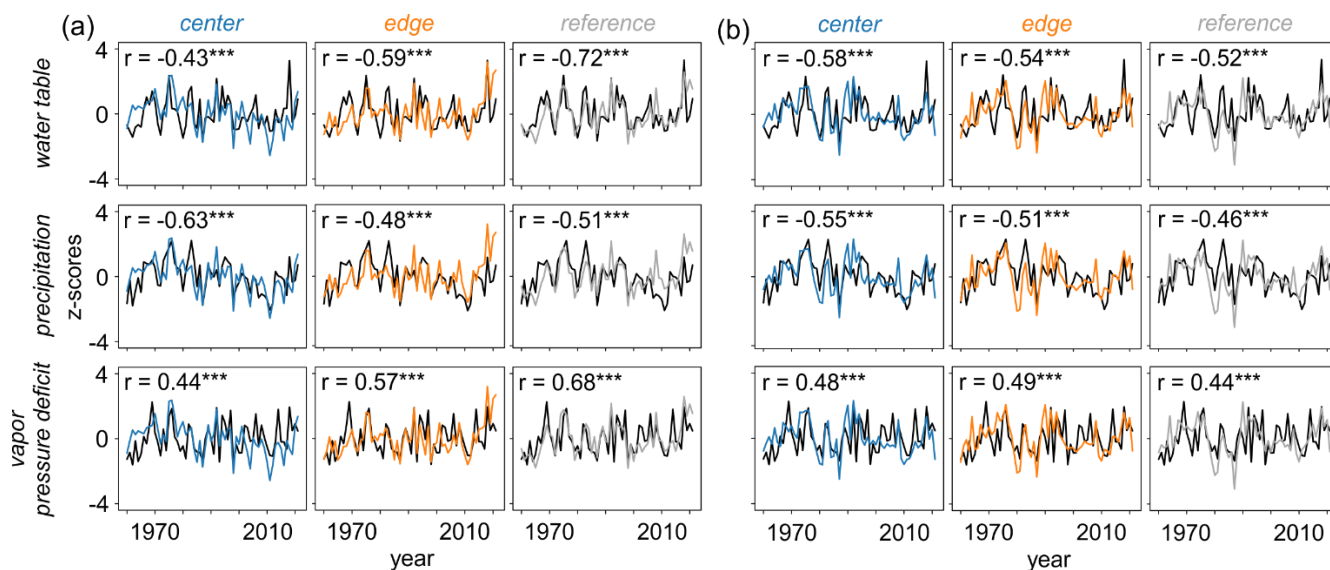 (a) center edge reference (b) center edge reference
4
r = -0.43*** r = -0.59*** r = -0.72*** r = -0.58*** r = -0.54*** r = -0.52***
water table
0
-4
4
r = -0.63*** r = -0.48*** r = -0.51*** r = -0.55*** r = -0.51*** r = -0.46***
precipitation
z-scores
0
-4
4
r = 0.44*** r = 0.57*** r = 0.68*** r = 0.48*** r = 0.49*** r = 0.44***
vapor
pressure deficit
0
-4
1970 2010 1970 2010 1970 2010 1970 2010 1970 2010 1970 2010
year year